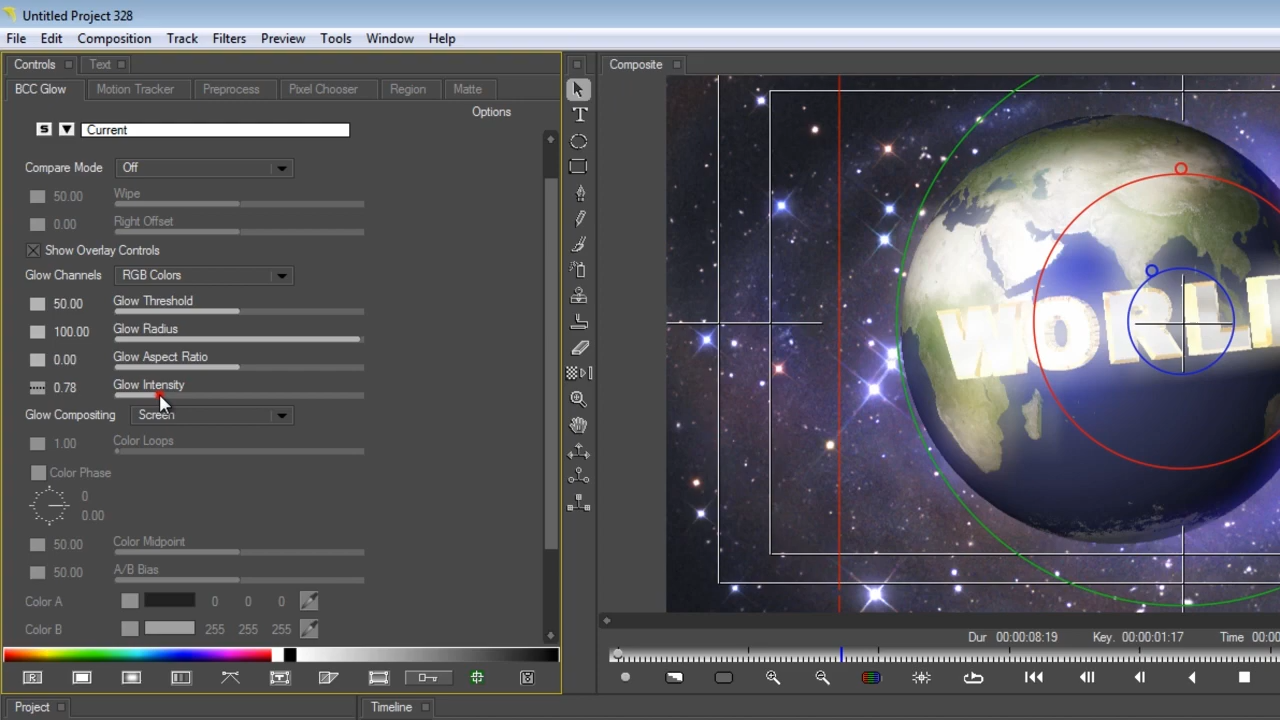 Untitled Project 328
File Edit Composition Track Filters Preview Tools Window Help
Controls Text Composite
BCC Glow Motion Tracker Preprocess Pixel Chooser Region Matte
Options
S Current
Compare Mode Off
50.00 Wipe
0.00 Right Offset
Show Overlay Controls
Glow Channels RGB Colors
50.00 Glow Threshold
100.00 Glow Radius
0.00 Glow Aspect Ratio
0.78 Glow Intensity
Glow Compositing Screen
1.00 Color Loops
Color Phase
0
0.00
50.00 Color Midpoint
50.00 A/B Bias
Color A 0 0 0
Color B 255 255 255
WORL
Dur 00:00:08:19 Key. 00:00:01:17 Time 00:00
Project Timeline